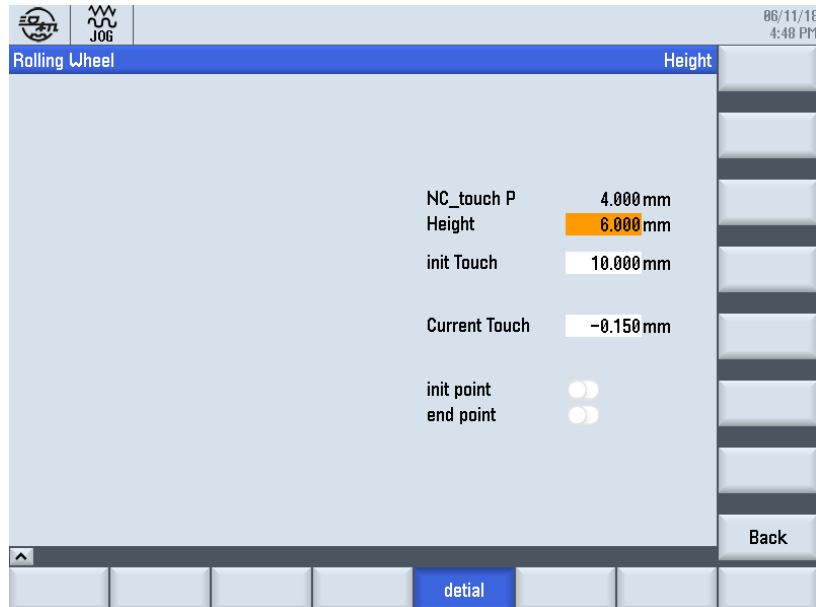 06/11/18
4:48 PM
JOG
Rolling Wheel Height
NC_touch P 4.000 mm
Height 6.000 mm
init Touch 10.000 mm
Current Touch -0.150 mm
init point
end point
Back
detial